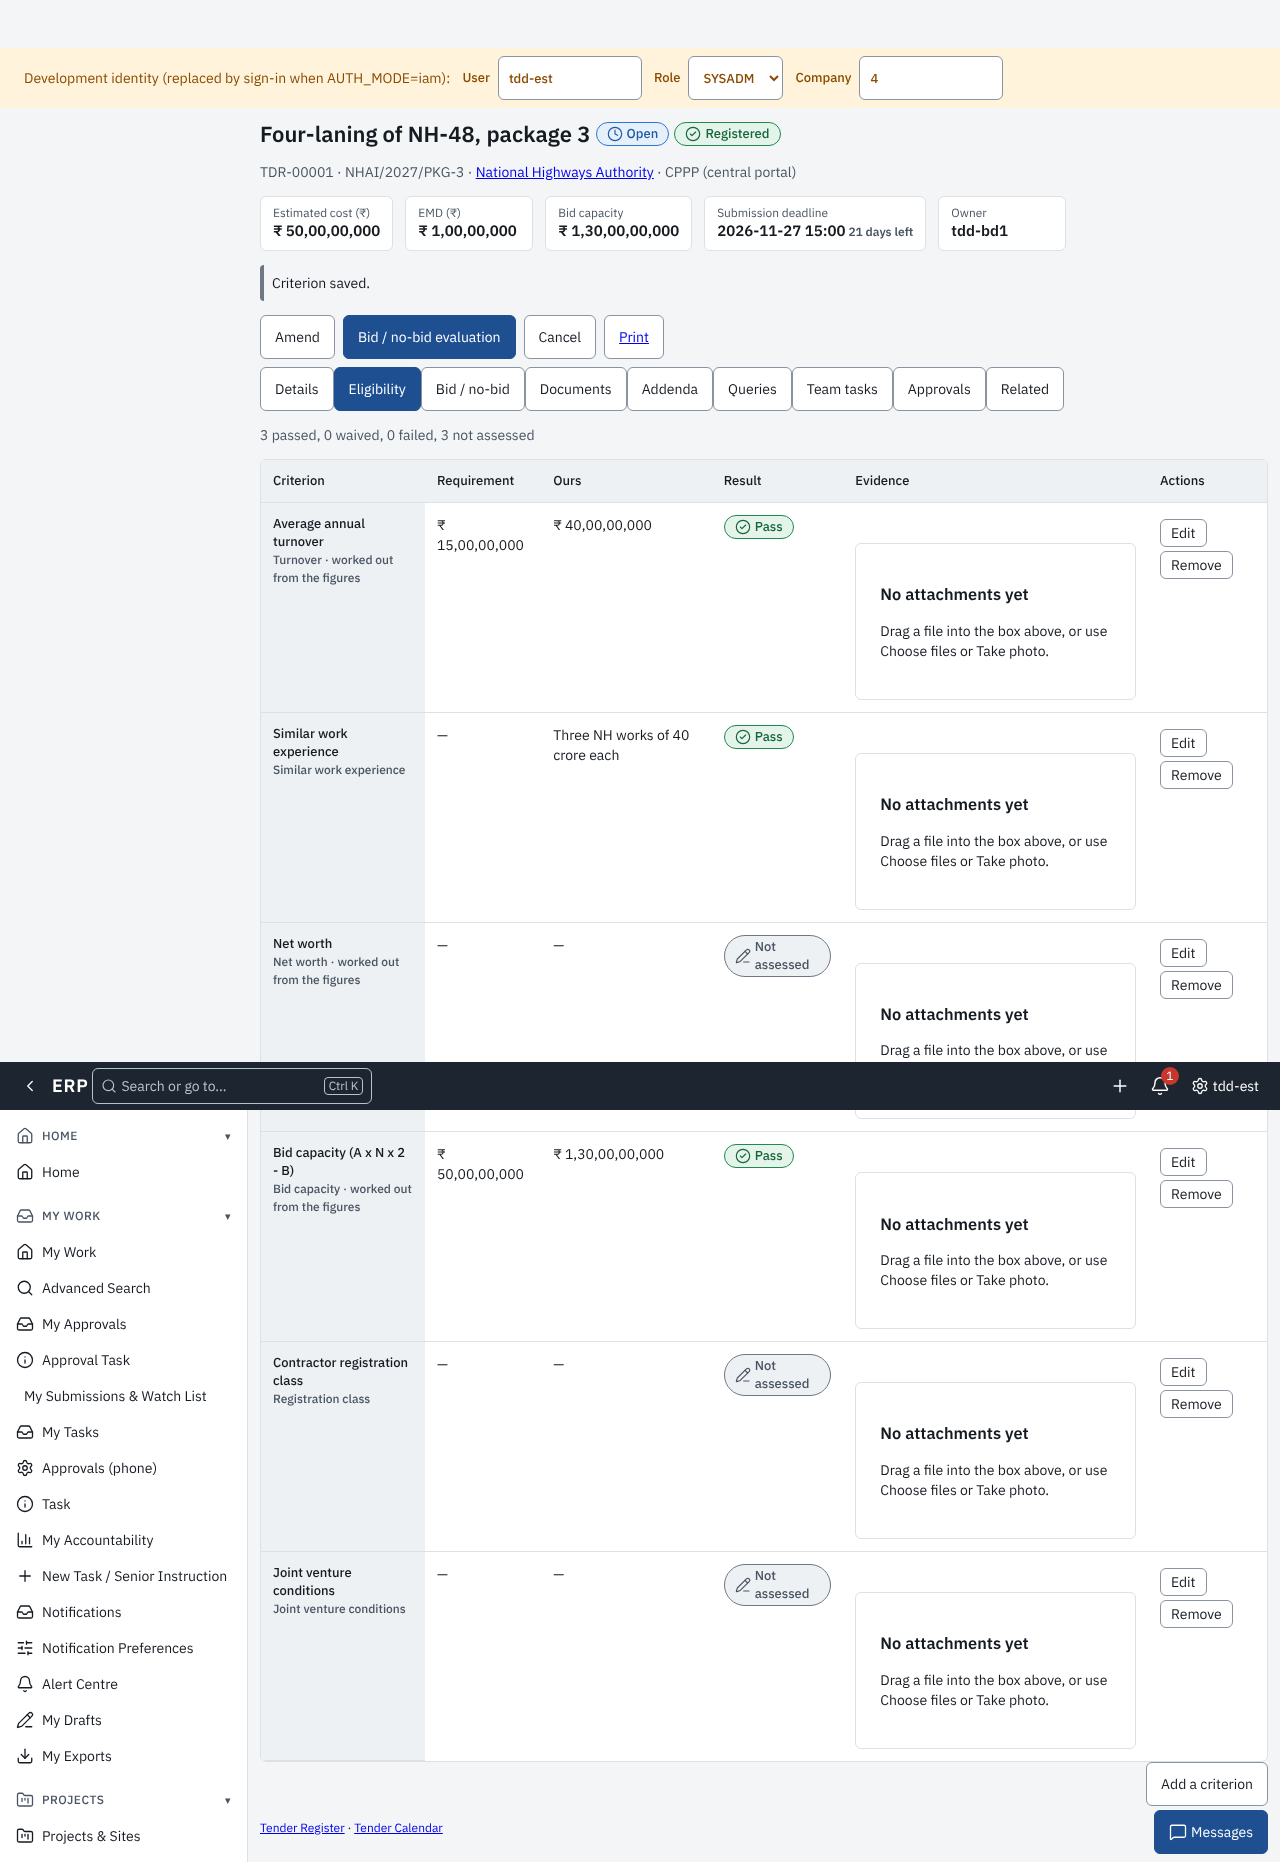 Development identity (replaced by sign-in when AUTH_MODE=iam): User tdd-est Role SYSADM Company 4
Four-laning of NH-48, package 3 Open Registered
TDR-00001 · NHAI/2027/PKG-3 · National Highways Authority · CPPP (central portal)
Estimated cost (₹) EMD (₹) Bid capacity Submission deadline Owner
₹ 50,00,00,000 ₹ 1,00,00,000 ₹ 1,30,00,00,000 2026-11-27 15:00 21 days left tdd-bd1
Criterion saved.
Amend Bid / no-bid evaluation Cancel Print
Details Eligibility Bid / no-bid Documents Addenda Queries Team tasks Approvals Related
3 passed, 0 waived, 0 failed, 3 not assessed
Criterion Requirement Ours Result Evidence Actions
Average annual turnover
Turnover · worked out from the figures
₹ 15,00,00,000
₹ 40,00,00,000
Pass
No attachments yet
Drag a file into the box above, or use
Choose files or Take photo.
Edit
Remove
Similar work experience
Similar work experience
—
Three NH works of 40
crore each
Pass
No attachments yet
Drag a file into the box above, or use
Choose files or Take photo.
Edit
Remove
Net worth
Net worth · worked out
from the figures
—
—
Not
assessed
No attachments yet
Drag a file into the box above, or use
Edit
Remove
ERP Search or go to... Ctrl K 1 tdd-est
Bid capacity (A x N x 2
- B)
Bid capacity · worked out
from the figures
₹
50,00,00,000
₹ 1,30,00,00,000
Pass
No attachments yet
Drag a file into the box above, or use
Choose files or Take photo.
Edit
Remove
Contractor registration
class
Registration class
—
—
Not
assessed
No attachments yet
Drag a file into the box above, or use
Choose files or Take photo.
Edit
Remove
Joint venture
conditions
Joint venture conditions
—
—
Not
assessed
No attachments yet
Drag a file into the box above, or use
Choose files or Take photo.
Edit
Remove
Add a criterion
Tender Register · Tender Calendar
Messages
HOME
Home
MY WORK
My Work
Advanced Search
My Approvals
Approval Task
My Submissions & Watch List
My Tasks
Approvals (phone)
Task
My Accountability
New Task / Senior Instruction
Notifications
Notification Preferences
Alert Centre
My Drafts
My Exports
PROJECTS
Projects & Sites